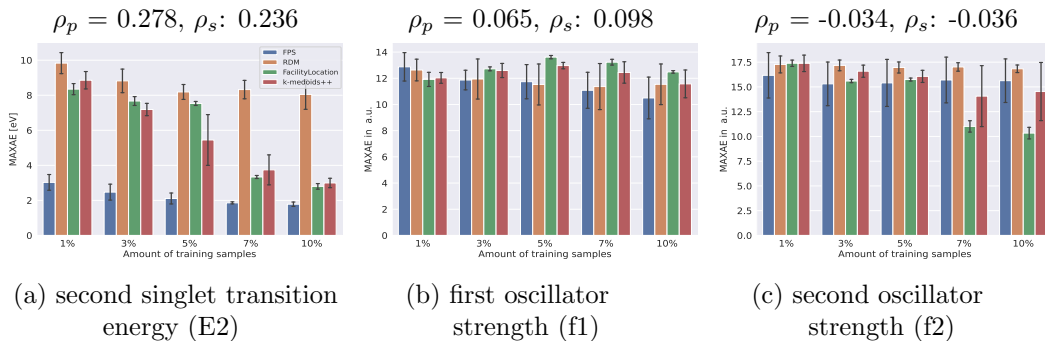 ρp = 0.278, ρs: 0.236
ρp = 0.065, ρs: 0.098
ρp = -0.034, ρs: -0.036
FPS
RDM
FacilityLocation
k-medoids++
MAXAE [eV]
10
8
6
4
2
0
1% 3% 5% 7% 10%
Amount of training samples
MAXAE in a.u.
14
12
10
8
6
4
2
0
1% 3% 5% 7% 10%
Amount of training samples
MAXAE in a.u.
17.5
15.0
12.5
10.0
7.5
5.0
2.5
0.0
1% 3% 5% 7% 10%
Amount of training samples
(a) second singlet transition
energy (E2)
(b) first oscillator
strength (f1)
(c) second oscillator
strength (f2)